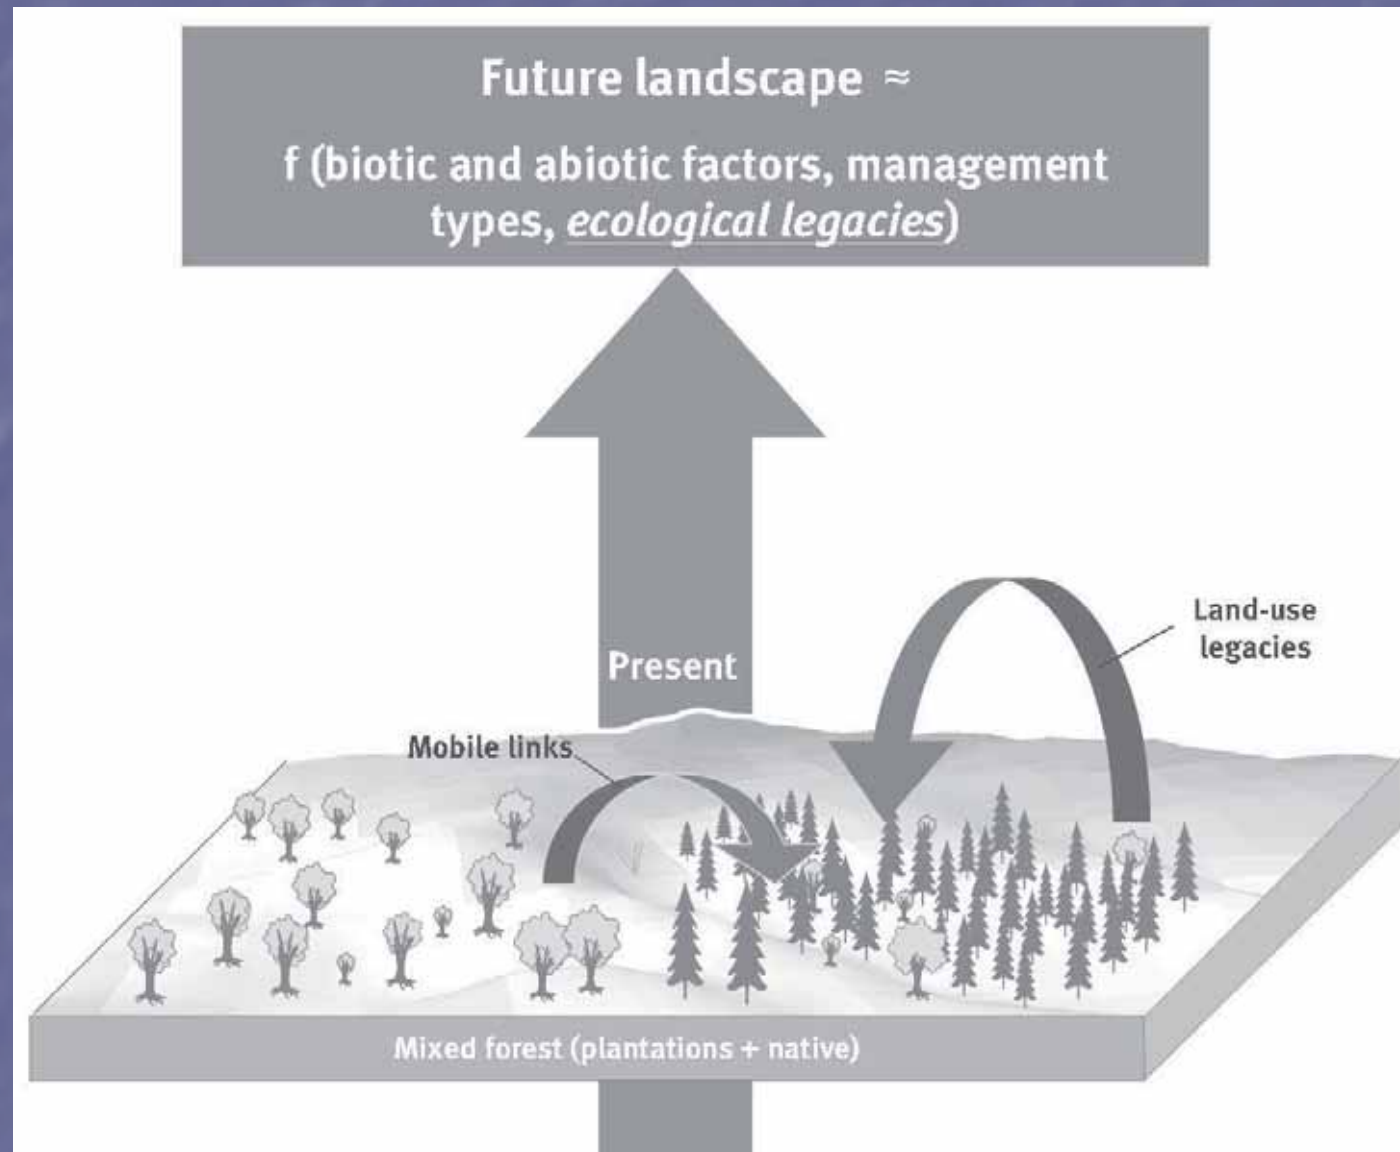 Future landscape ≈
f (biotic and abiotic factors, management
types, ecological legacies)
Land-use
legacies
Present
Mobile links
Mixed forest (plantations + native)